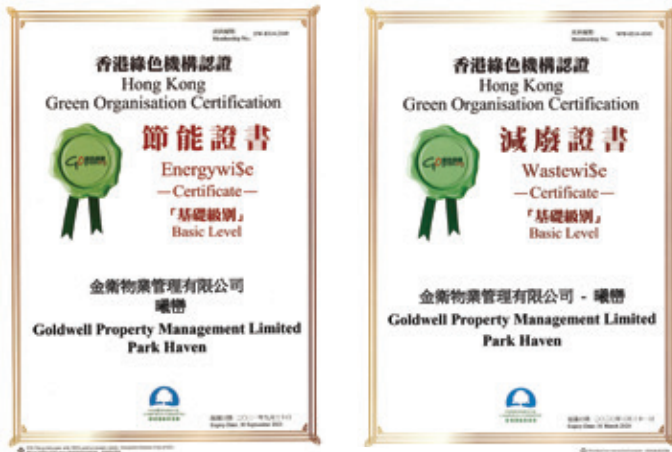 香港綠色機構認證
Hong Kong
Green Organisation Certification
節能證書
Energywi$e
—Certificate—
「基礎級別」
Basic Level
金衛物業管理有限公司
曦巒
Goldwell Property Management Limited
Park Haven
香港綠色機構認證
Hong Kong
Green Organisation Certification
減廢證書
Wastewi$e
—Certificate—
「基礎級別」
Basic Level
金衛物業管理有限公司 - 曦巒
Goldwell Property Management Limited
Park Haven